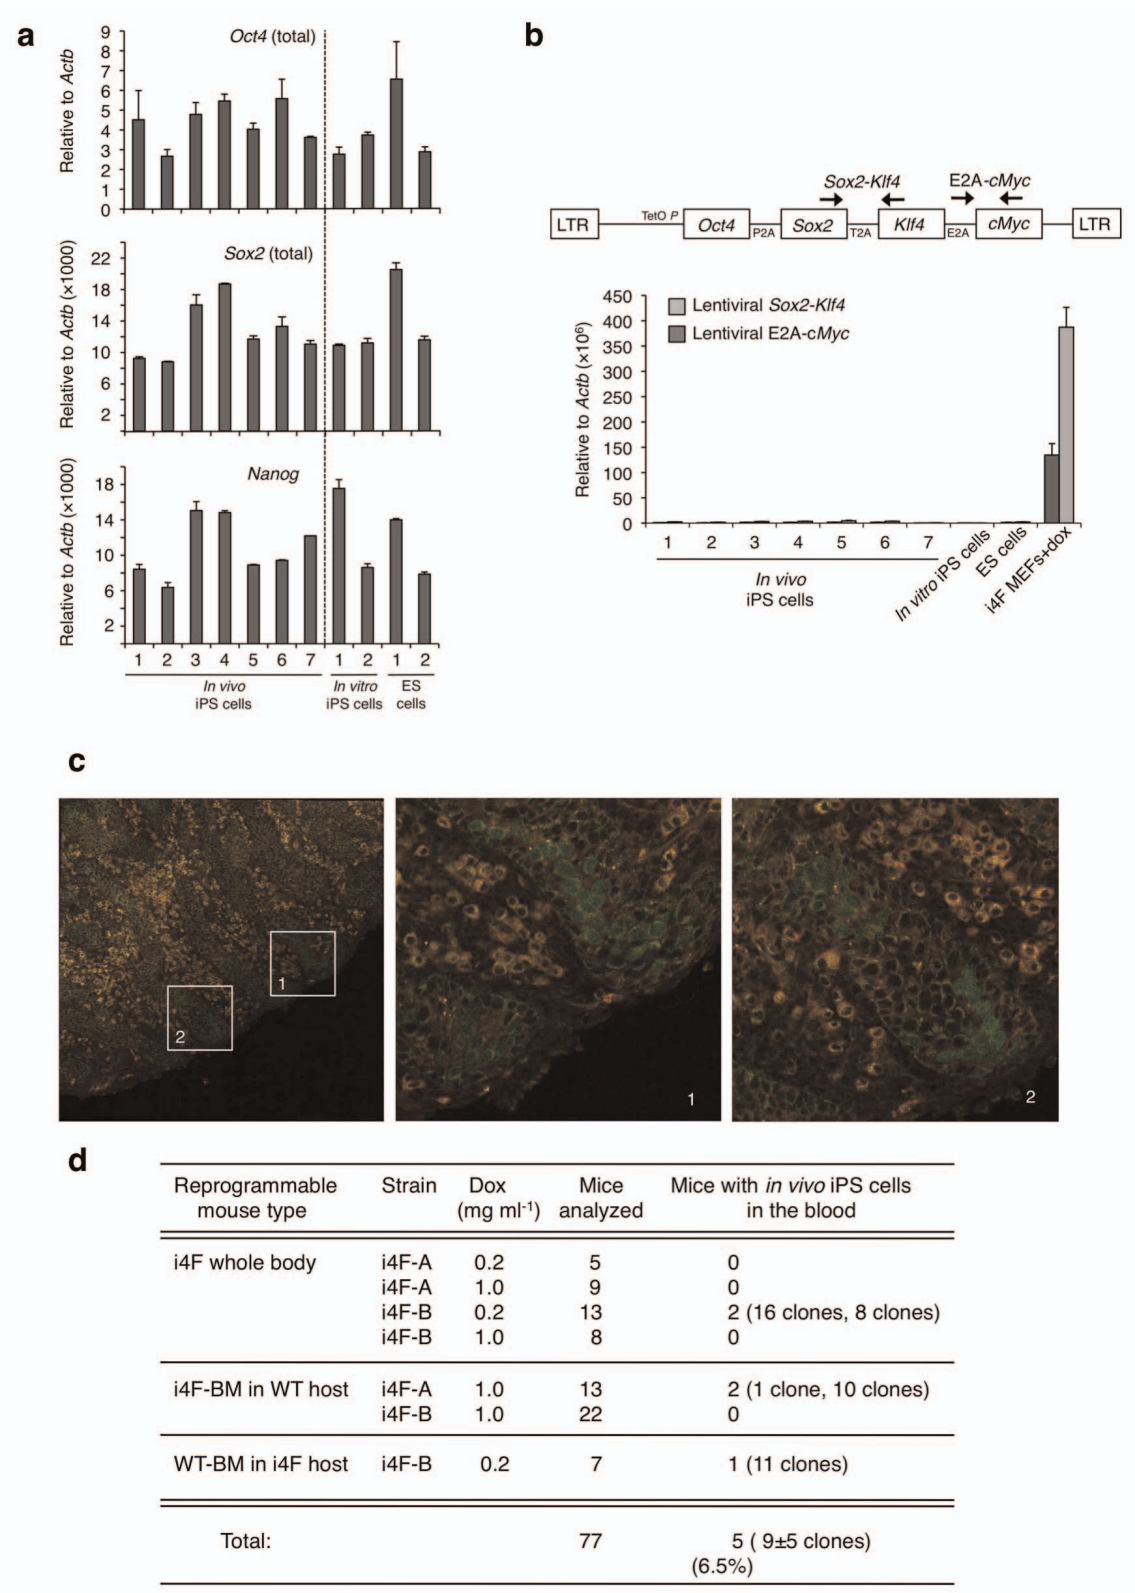 a
Oct4 (total)
Relative to Actb
9
8
7
6
5
4
3
2
1
0
Sox2 (total)
Relative to Actb (×1000)
22
18
14
10
6
2
Nanog
Relative to Actb (×1000)
18
14
10
6
2
1 2 3 4 5 6 7 1 2 1 2
In vivo
iPS cells
In vitro
iPS cells
ES
cells
b
Sox2-Klf4
E2A-cMyc
LTR TetO P Oct4 P2A Sox2 T2A Klf4 E2A cMyc LTR
Relative to Actb (×10⁶)
450
400
350
300
250
200
150
100
50
0
Lentiviral Sox2-Klf4
Lentiviral E2A-cMyc
1 2 3 4 5 6 7
In vivo
iPS cells
In vitro iPS cells
ES cells
i4F MEFs+dox
c
1
2
1
2
d
Reprogrammable Strain Dox Mice Mice with in vivo iPS cells
mouse type (mg ml⁻¹) analyzed in the blood
i4F whole body i4F-A 0.2 5 0
i4F-A 1.0 9 0
i4F-B 0.2 13 2 (16 clones, 8 clones)
i4F-B 1.0 8 0
i4F-BM in WT host i4F-A 1.0 13 2 (1 clone, 10 clones)
i4F-B 1.0 22 0
WT-BM in i4F host i4F-B 0.2 7 1 (11 clones)
Total: 77 5 ( 9±5 clones)
(6.5%)